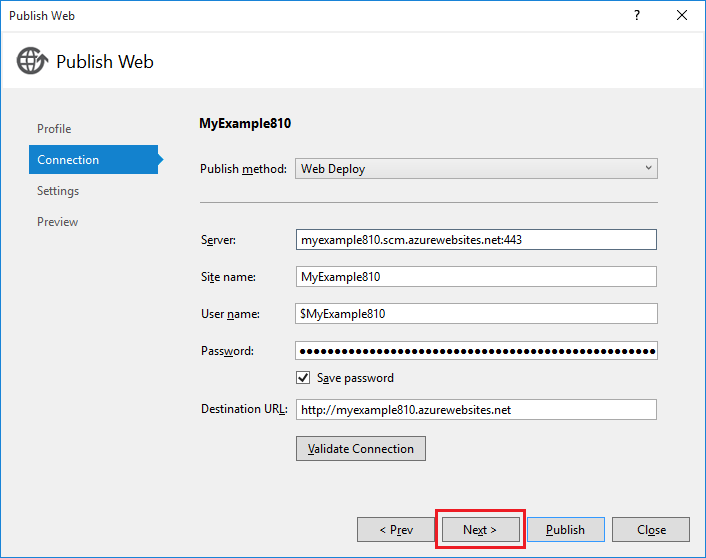 Publish Web
Publish Web
Profile
Connection
Settings
Preview
MyExample810
Publish method: Web Deploy
Server: myexample810.scm.azurewebsites.net:443
Site name: MyExample810
User name: $MyExample810
Password: ●●●●●●●●●●●●●●●●●●●●●●●●●●●●●●●●●●●●●●●●●●●●●●●●●●●
Save password
Destination URL: http://myexample810.azurewebsites.net
Validate Connection
< Prev Next > Publish Close